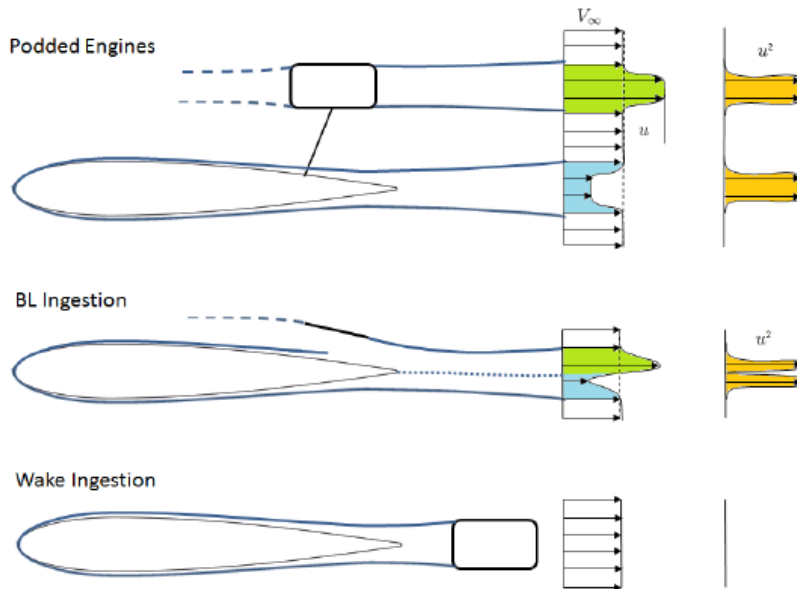 Podded Engines
V∞
u²
u
BL Ingestion
u²
Wake Ingestion